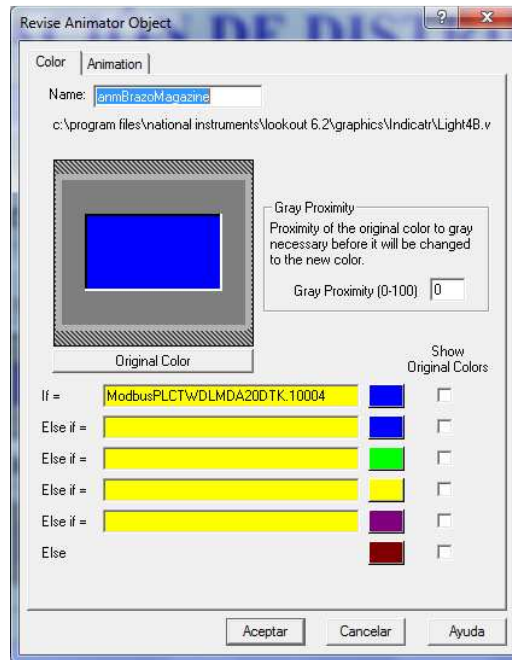 Revise Animator Object
Color
Animation
Name: anmBrazoMagazine
c:\program files\national instruments\lookout 6.2\graphics\Indicatr\Light4B.v
Gray Proximity
Proximity of the original color to gray
necessary before it will be changed
to the new color.
Gray Proximity (0-100) 0
Original Color
Show
Original Colors
If = ModbusPLCTWDLMDA20DTK.10004
Else if =
Else if =
Else if =
Else if =
Else
Aceptar
Cancelar
Ayuda